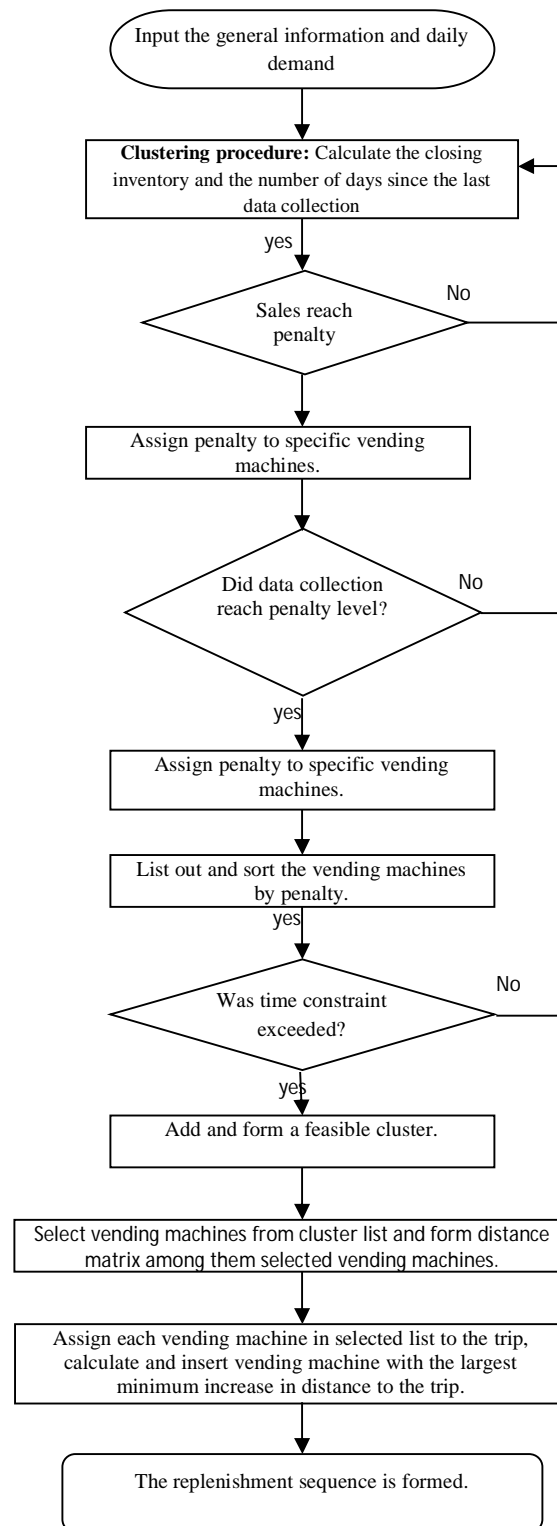 Input the general information and daily
demand
Clustering procedure: Calculate the closing
inventory and the number of days since the last
data collection
yes
No
Sales reach
penalty
Assign penalty to specific vending
machines.
No
Did data collection
reach penalty level?
yes
Assign penalty to specific vending
machines.
List out and sort the vending machines
by penalty.
yes
No
Was time constraint
exceeded?
yes
Add and form a feasible cluster.
Select vending machines from cluster list and form distance
matrix among them selected vending machines.
Assign each vending machine in selected list to the trip,
calculate and insert vending machine with the largest
minimum increase in distance to the trip.
The replenishment sequence is formed.